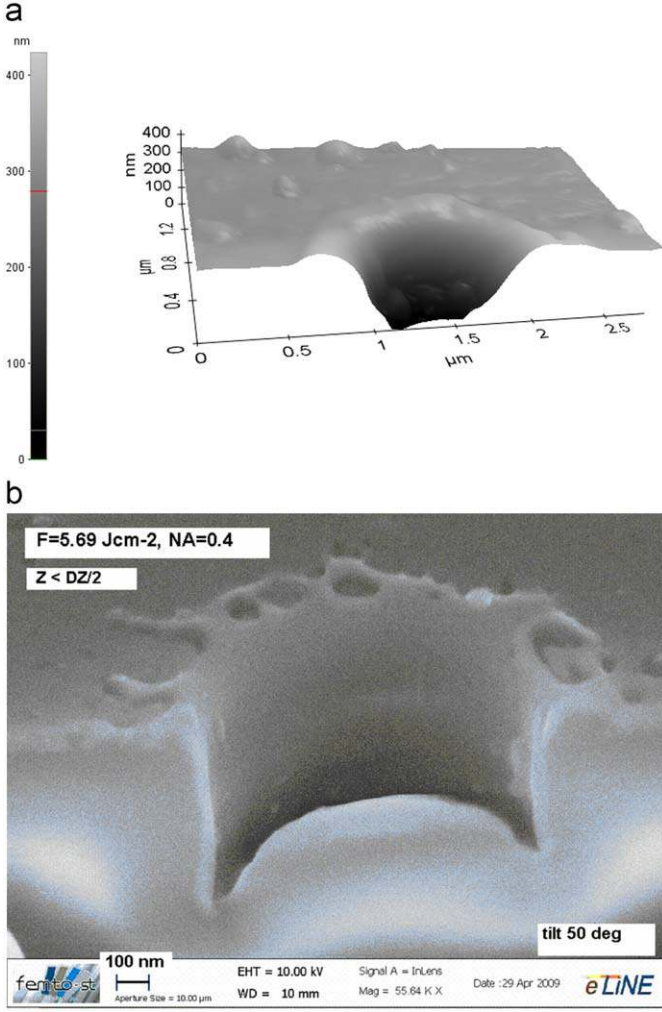 a
nm
400
300
200
100
0
400
300
200
100
0
nm
1.2
0.8
0.4
0
μm
0
0.5
1
1.5
2
2.5
μm
b
F=5.69 Jcm-2, NA=0.4
Z < DZ/2
tilt 50 deg
femto-st
100 nm
Aperture Size = 10.00 µm
EHT = 10.00 kV
WD = 10 mm
Signal A = InLens
Mag = 55.64 K X
Date :29 Apr 2009
eLiNE